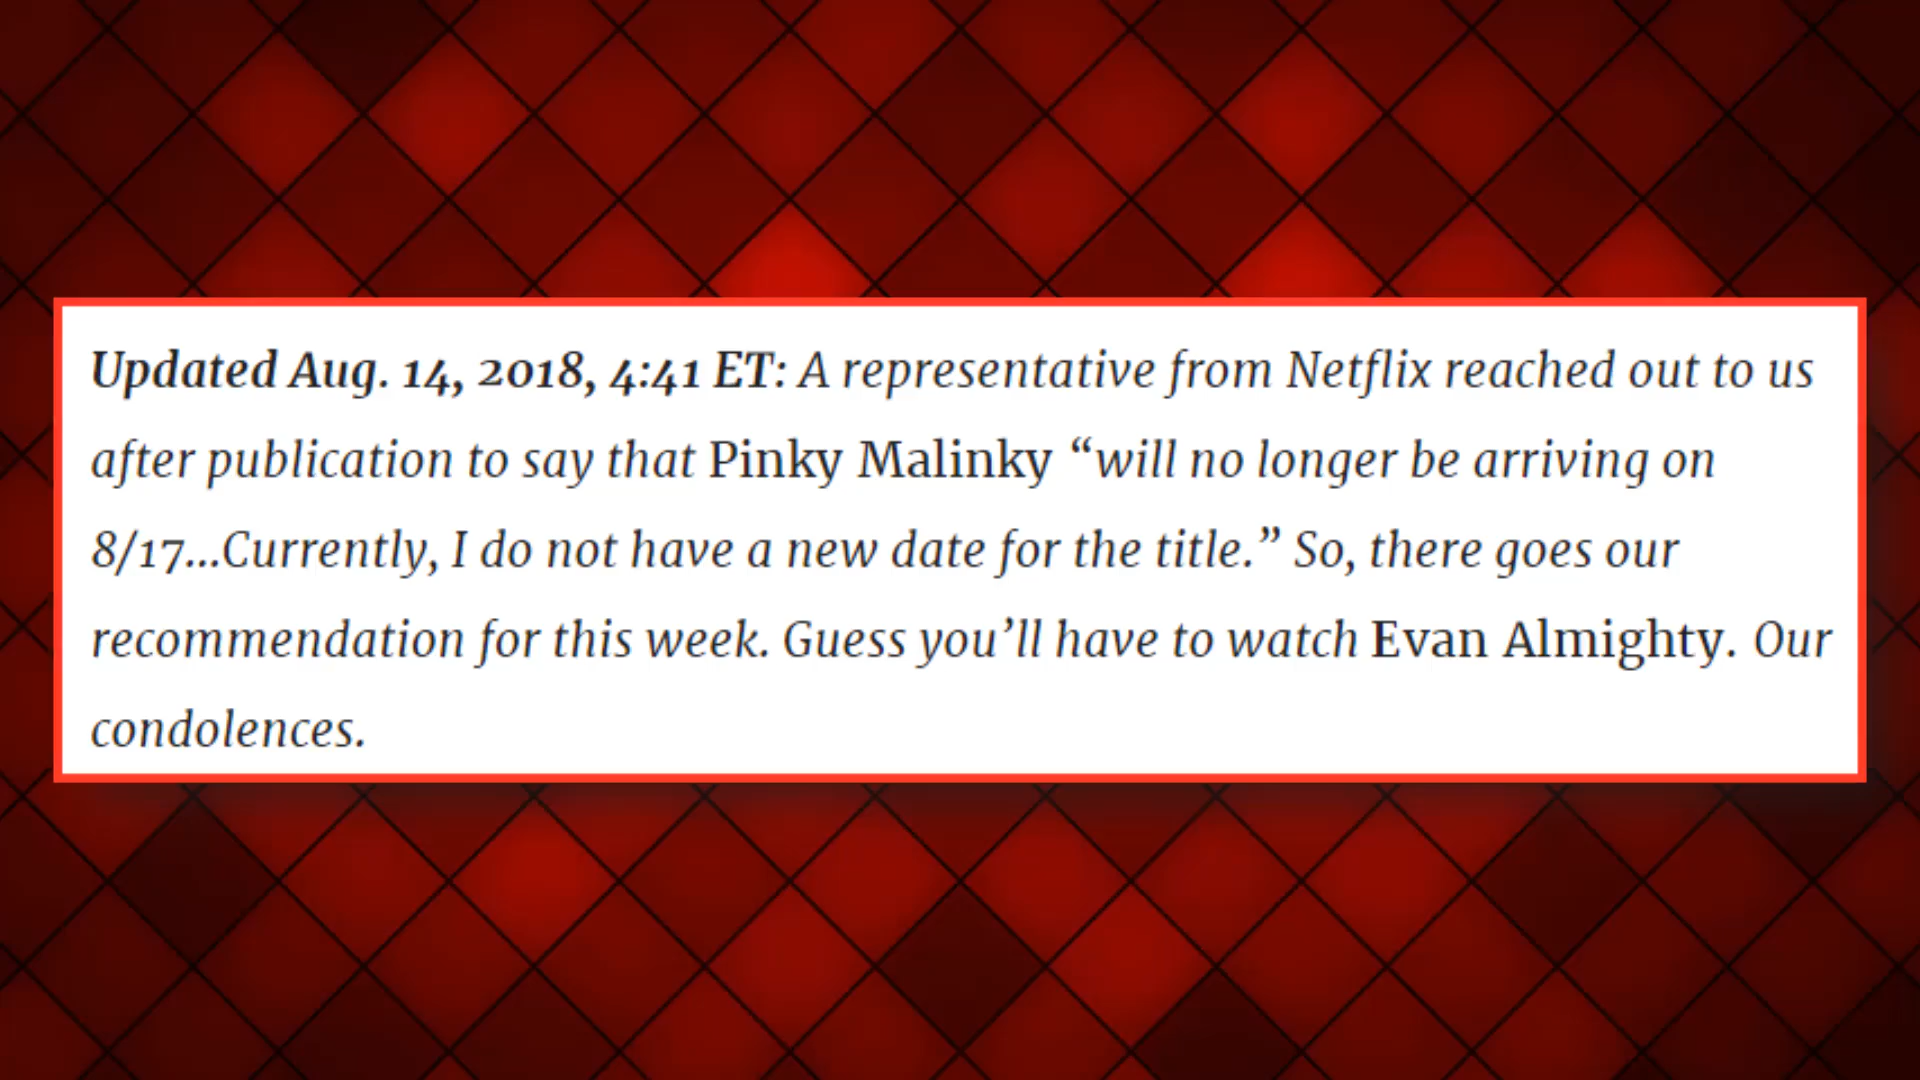 Updated Aug. 14, 2018, 4:41 ET: A representative from Netflix reached out to us
after publication to say that Pinky Malinky “will no longer be arriving on
8/17...Currently, I do not have a new date for the title.” So, there goes our
recommendation for this week. Guess you’ll have to watch Evan Almighty. Our
condolences.